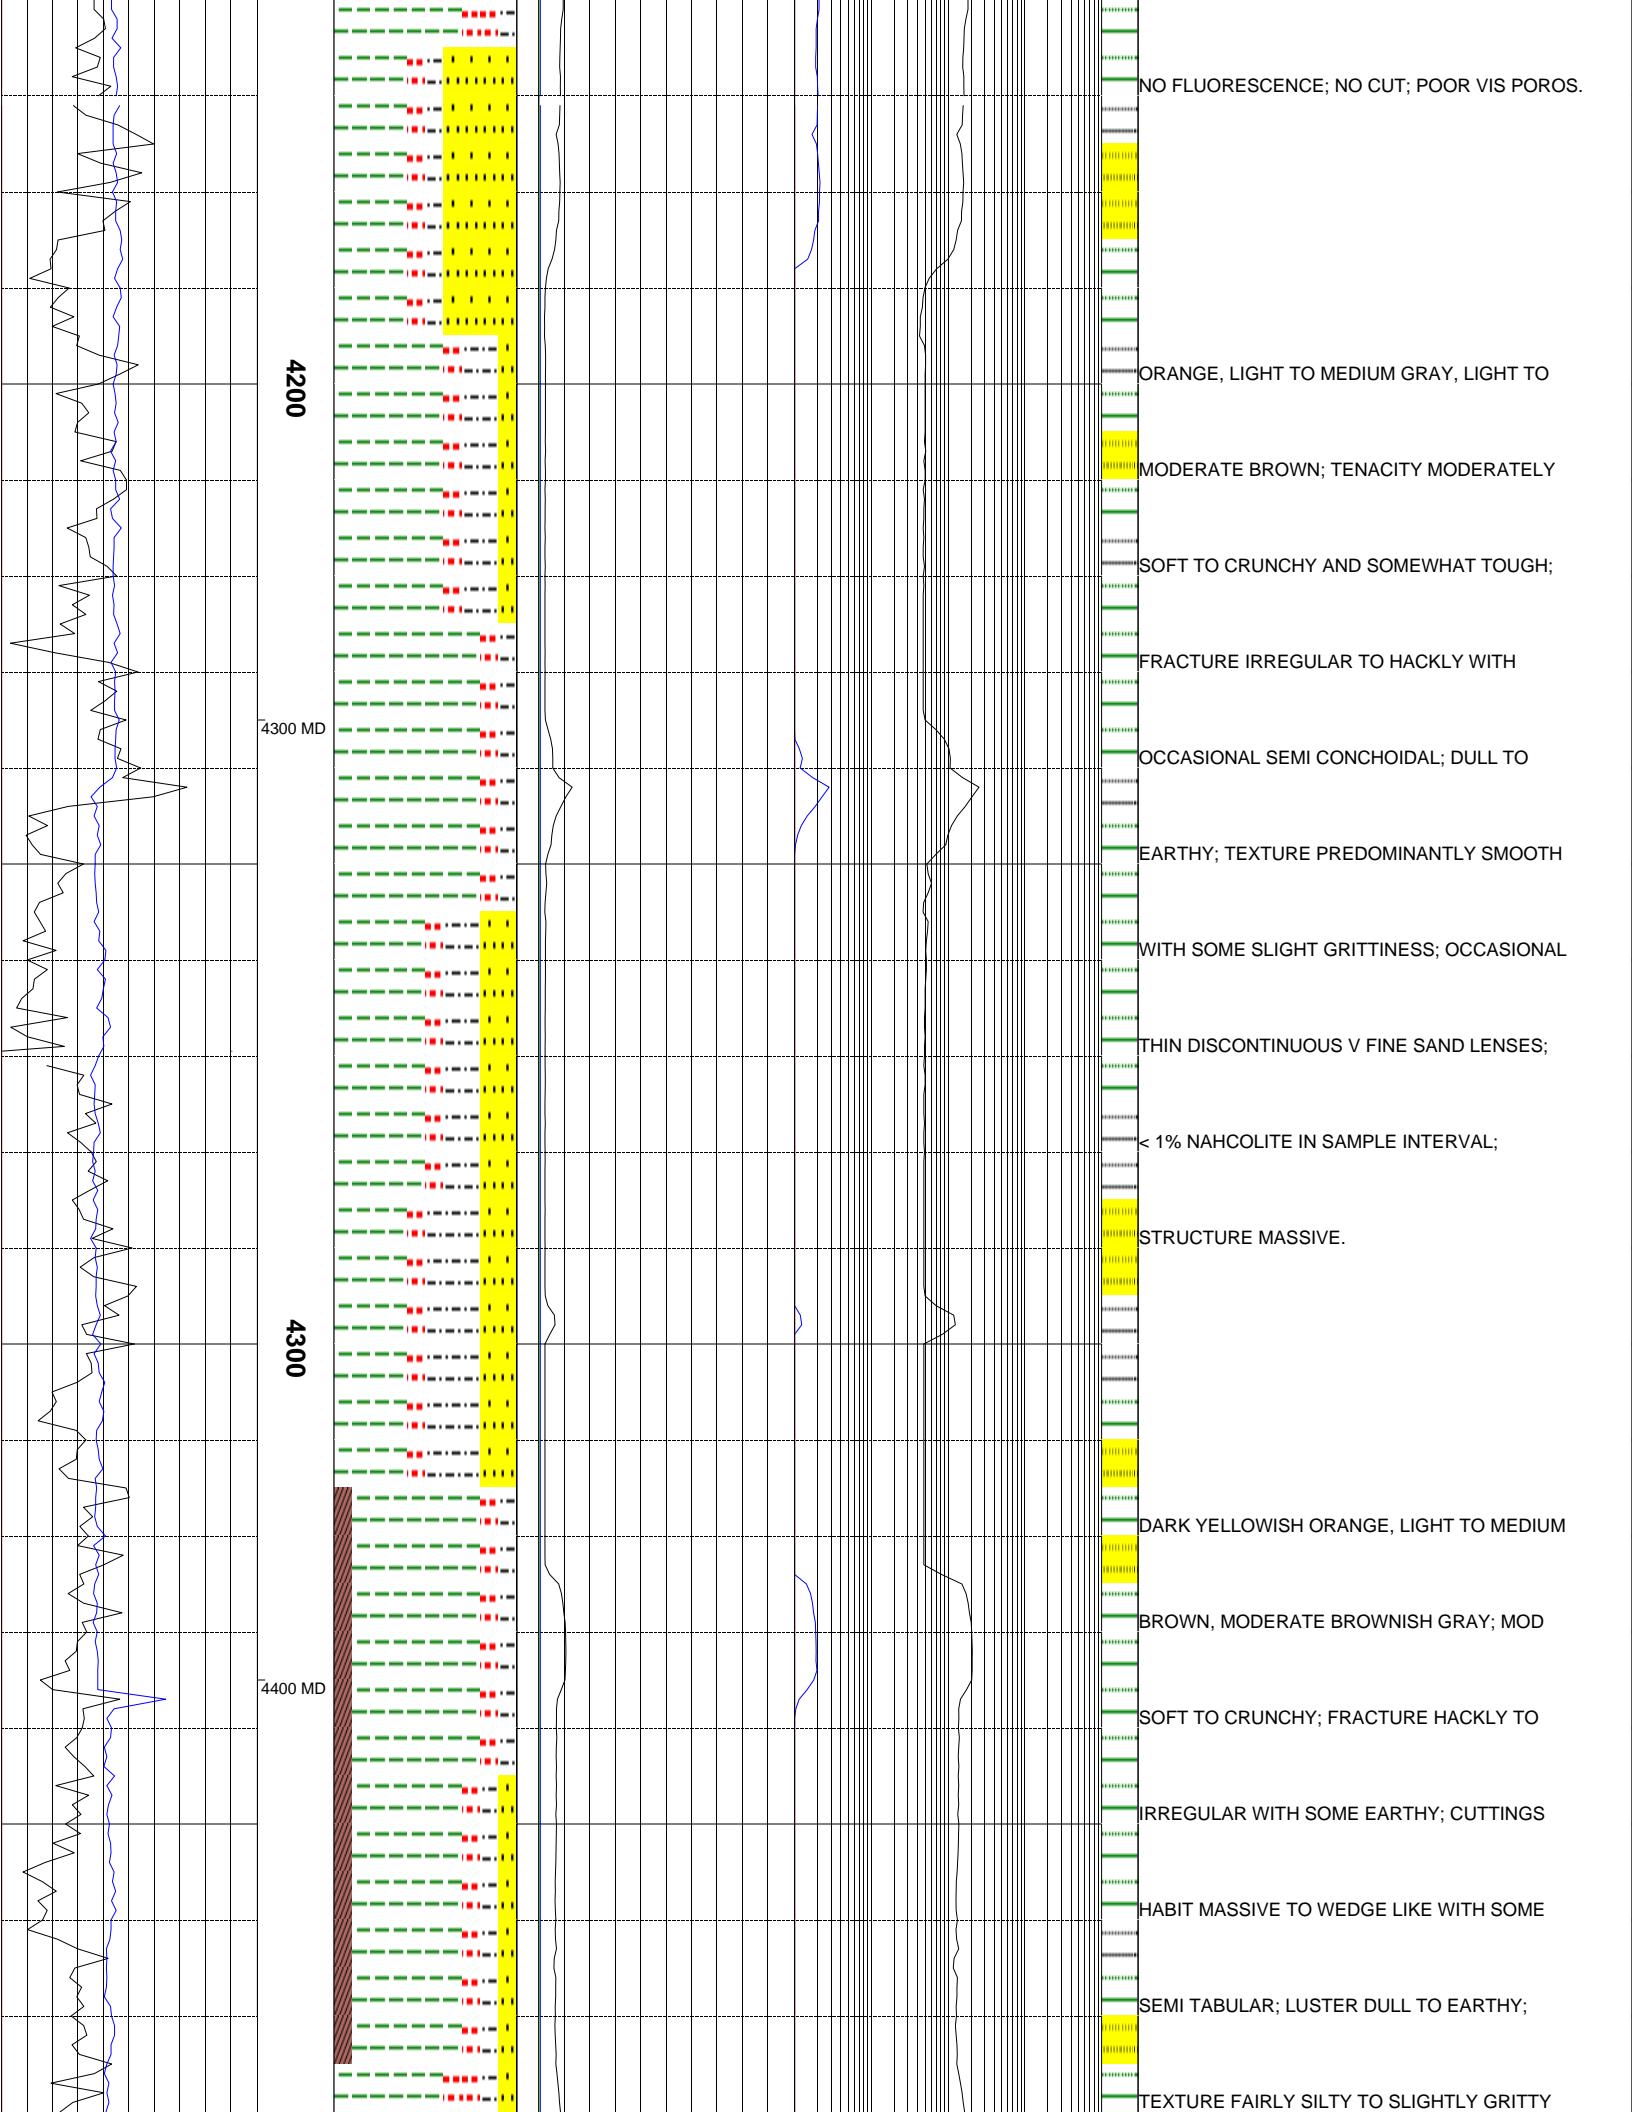 NO FLUORESCENCE; NO CUT; POOR VIS POROS.
4200
ORANGE, LIGHT TO MEDIUM GRAY, LIGHT TO
MODERATE BROWN; TENACITY MODERATELY
SOFT TO CRUNCHY AND SOMEWHAT TOUGH;
FRACTURE IRREGULAR TO HACKLY WITH
4300 MD
OCCASIONAL SEMI CONCHOIDAL; DULL TO
EARTHY; TEXTURE PREDOMINANTLY SMOOTH
WITH SOME SLIGHT GRITTINESS; OCCASIONAL
THIN DISCONTINUOUS V FINE SAND LENSES;
< 1% NAHCOLITE IN SAMPLE INTERVAL;
STRUCTURE MASSIVE.
4300
DARK YELLOWISH ORANGE, LIGHT TO MEDIUM
BROWN, MODERATE BROWNISH GRAY; MOD
4400 MD
SOFT TO CRUNCHY; FRACTURE HACKLY TO
IRREGULAR WITH SOME EARTHY; CUTTINGS
HABIT MASSIVE TO WEDGE LIKE WITH SOME
SEMI TABULAR; LUSTER DULL TO EARTHY;
TEXTURE FAIRLY SILTY TO SLIGHTLY GRITTY